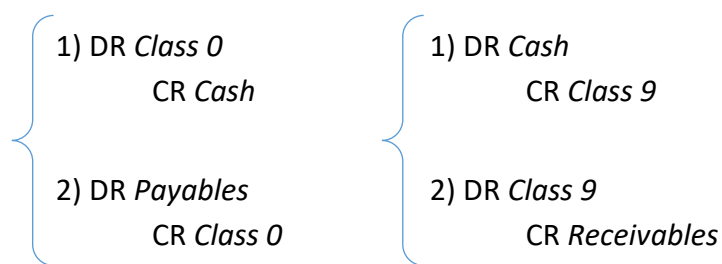 1) DR Class 0
CR Cash
2) DR Payables
CR Class 0
1) DR Cash
CR Class 9
2) DR Class 9
CR Receivables